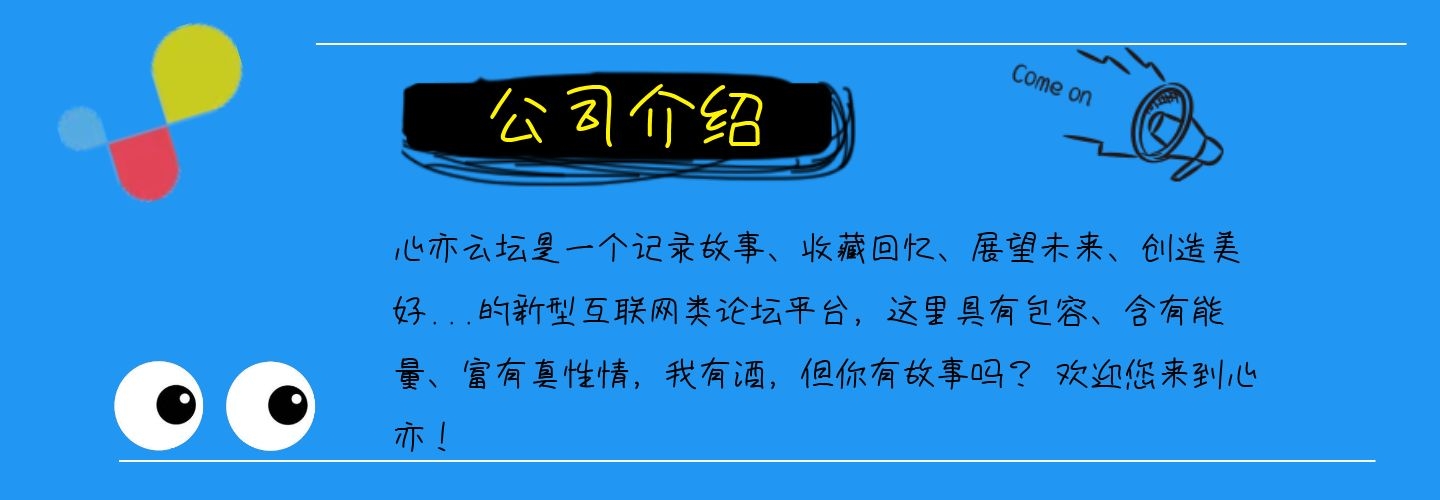 公司介绍
Come on
心亦云坛是一个记录故事、收藏回忆、展望未来、创造美
好...的新型互联网类论坛平台，这里具有包容、含有能
量、富有真性情，我有酒，但你有故事吗？ 欢迎您来到心
亦！